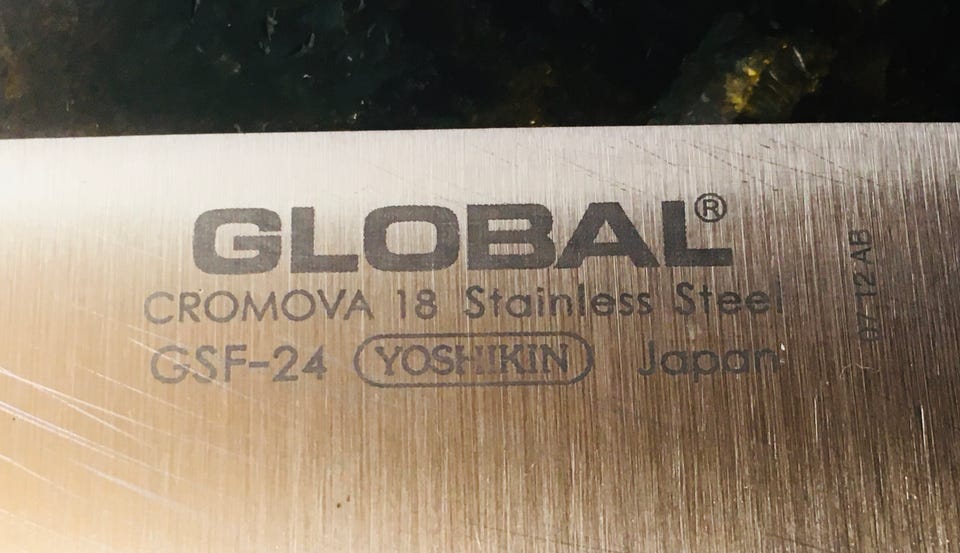 GLOBAL®
CROMOVA 18 Stainless Steel
GSF-24 YOSHIKIN Japan
07 12 AB